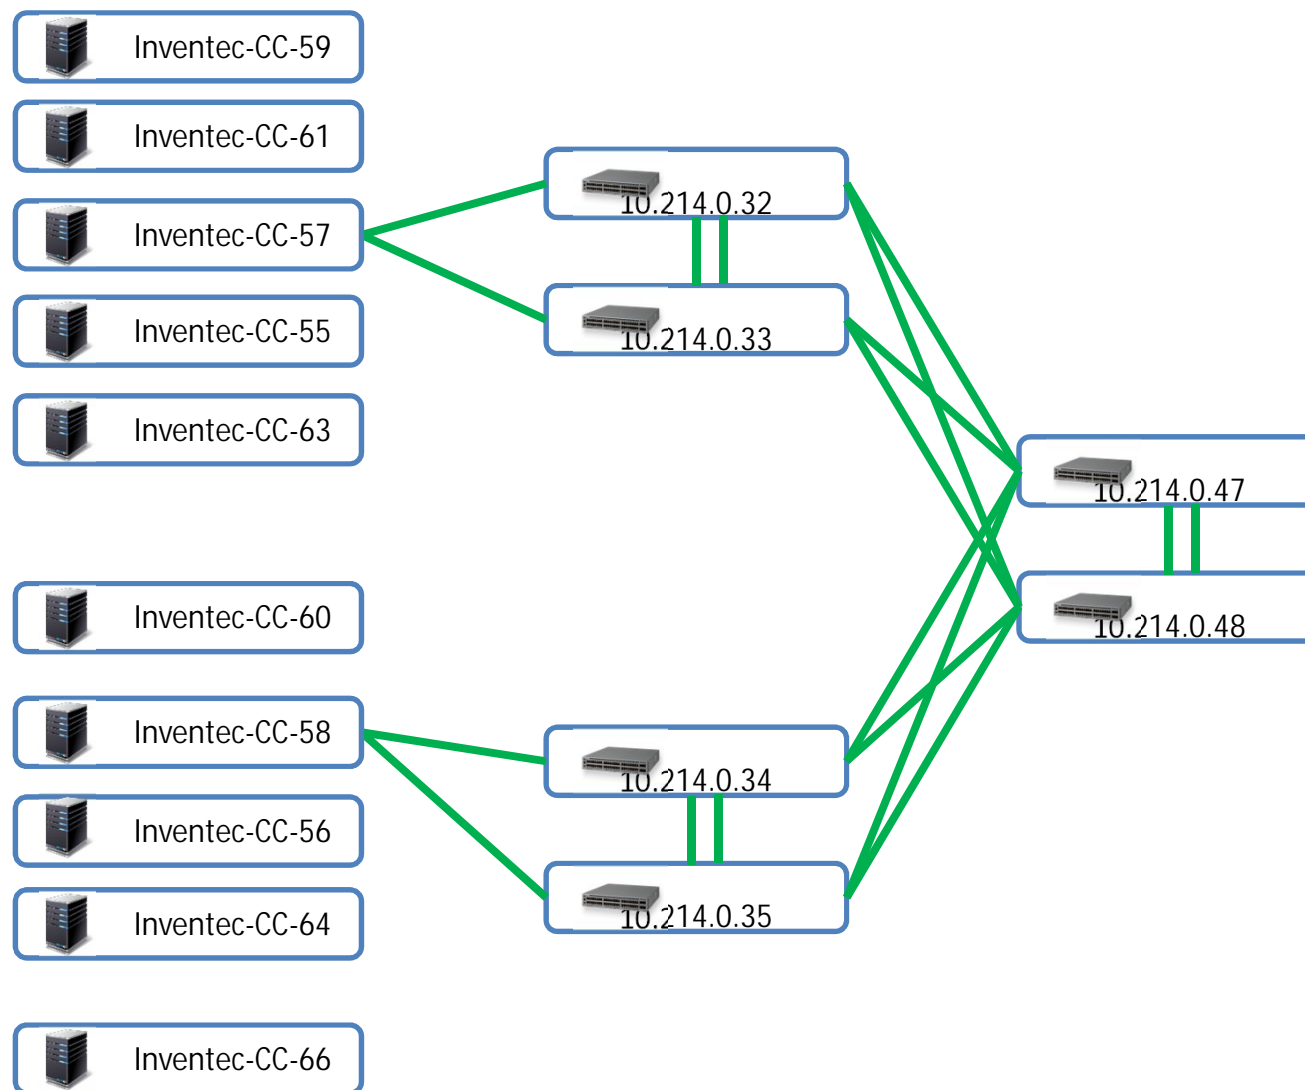 Inventec-CC-59
Inventec-CC-61
Inventec-CC-57
Inventec-CC-55
Inventec-CC-63
Inventec-CC-60
Inventec-CC-58
Inventec-CC-56
Inventec-CC-64
Inventec-CC-66
10.214.0.32
10.214.0.33
10.214.0.34
10.214.0.35
10.214.0.47
10.214.0.48